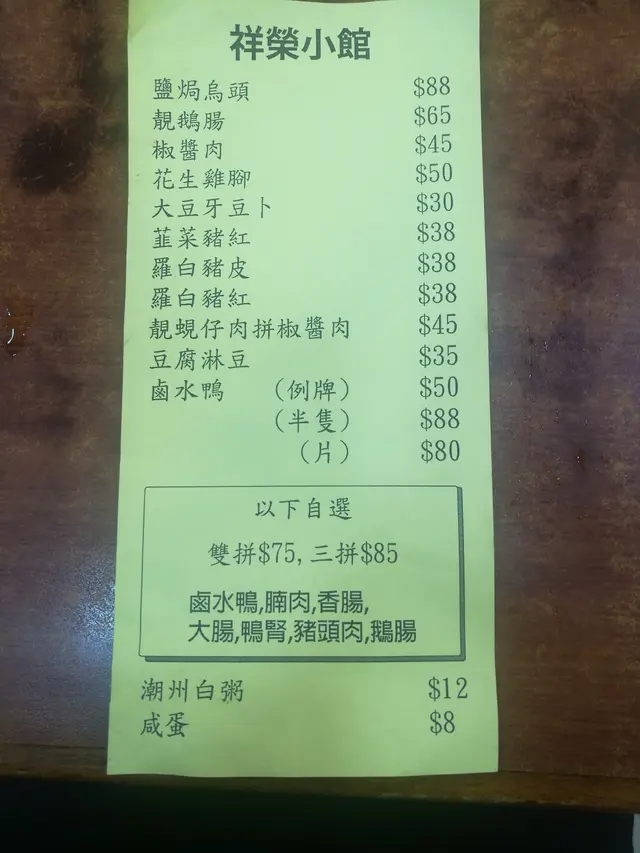 祥榮小館
鹽焗烏頭 $88
靚鵝腸 $65
椒醬肉 $45
花生雞腳 $50
大豆牙豆卜 $30
韮菜豬紅 $38
羅白豬皮 $38
羅白豬紅 $38
靚蜆仔肉拼椒醬肉 $45
豆腐淋豆 $35
鹵水鴨 (例牌) $50
(半隻) $88
(片) $80
以下自選
雙拼$75, 三拼$85
鹵水鴨,腩肉,香腸,
大腸,鴨腎,豬頭肉,鵝腸
潮州白粥 $12
咸蛋 $8